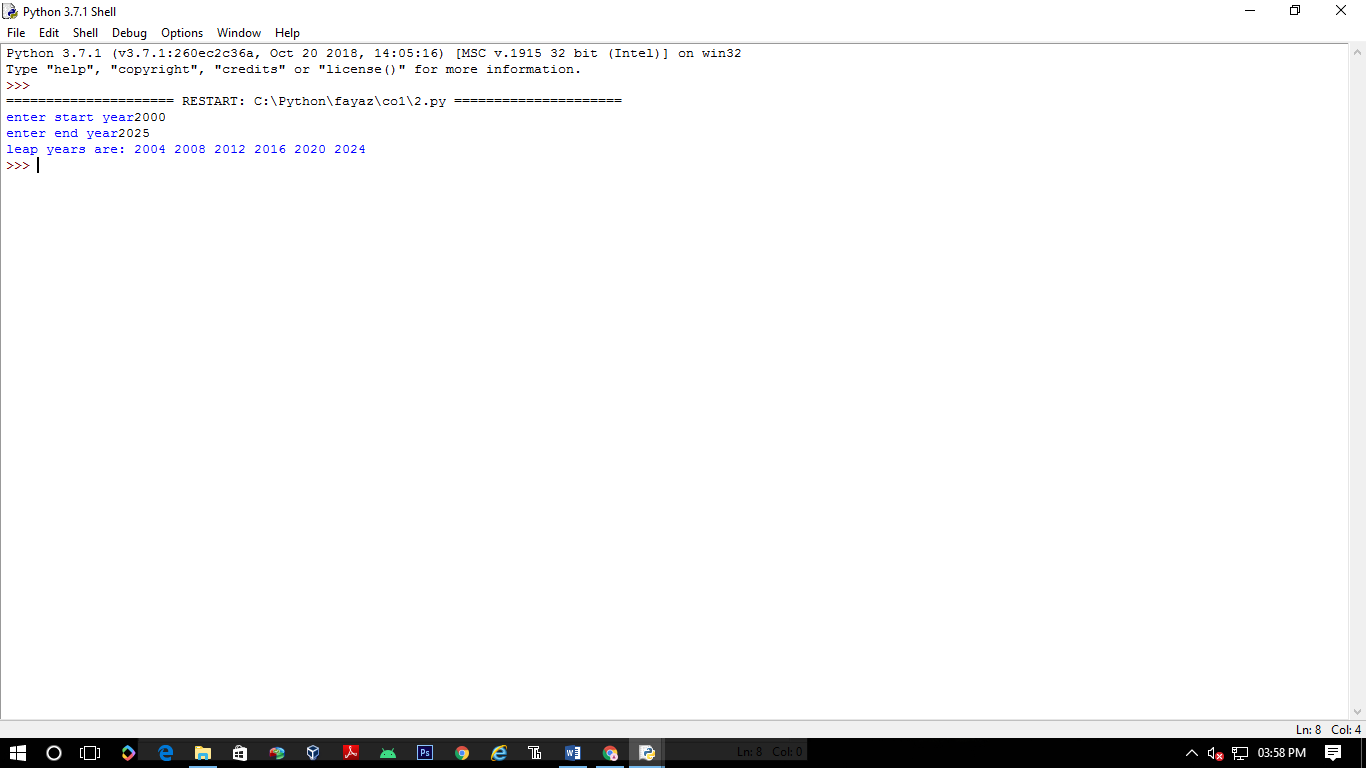 Python 3.7.1 Shell
File Edit Shell Debug Options Window Help
Python 3.7.1 (v3.7.1:260ec2c36a, Oct 20 2018, 14:05:16) [MSC v.1915 32 bit (Intel)] on win32
Type "help", "copyright", "credits" or "license()" for more information.
>>>
===================== RESTART: C:\Python\fayaz\co1\2.py =====================
enter start year2000
enter end year2025
leap years are: 2004 2008 2012 2016 2020 2024
>>>
Ln: 8 Col: 4
Ps
Ln: 8 Col: 0
03:58 PM